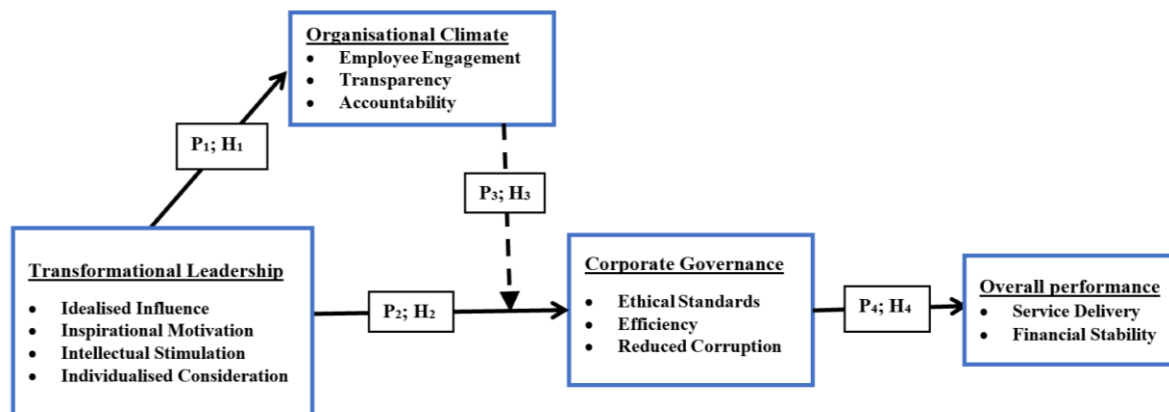 Organisational Climate
• Employee Engagement
• Transparency
• Accountability
P₁; H₁
P₃; H₃
Transformational Leadership
• Idealised Influence
• Inspirational Motivation
• Intellectual Stimulation
• Individualised Consideration
P₂; H₂
Corporate Governance
• Ethical Standards
• Efficiency
• Reduced Corruption
P₄; H₄
Overall performance
• Service Delivery
• Financial Stability